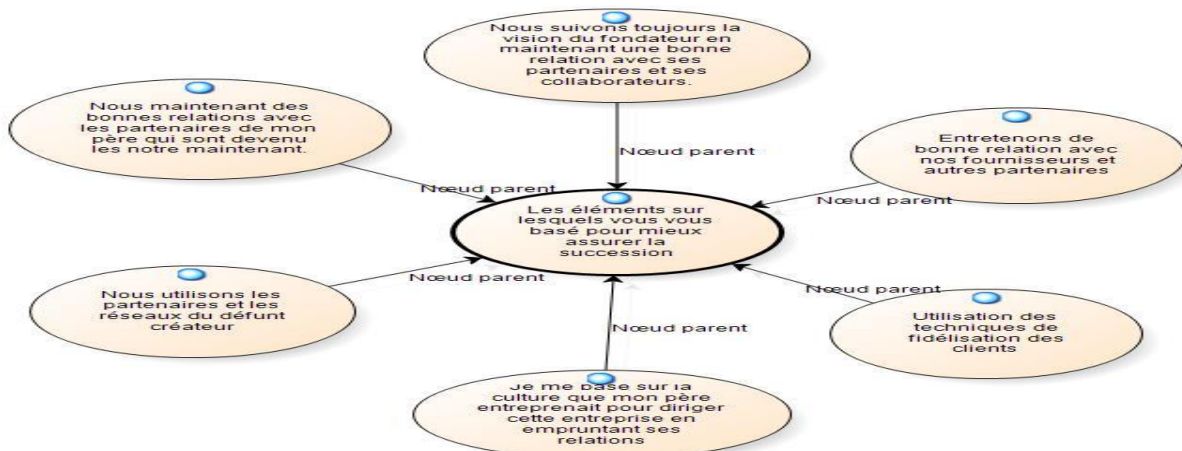 Nous suivons toujours la
vision du fondateur en
maintenant une bonne
relation avec ses
partenaires et ses
collaborateurs.
Nous maintenant des
bonnes relations avec
les partenaires de mon
père qui sont devenu
les notre maintenant.
Entretenons de
bonne relation avec
nos fournisseurs et
autres partenaires
Nœud parent
Nœud parent
Nœud parent
Les éléments sur
lesquels vous vous
basé pour mieux
assurer la
succession
Nœud parent
Nœud parent
Nous utilisons les
partenaires et les
réseaux du défunt
créateur
Utilisation des
techniques de
fidélisation des
clients
Nœud parent
Je me base sur la
culture que mon père
entreprenait pour diriger
cette entreprise en
empruntant ses
relations